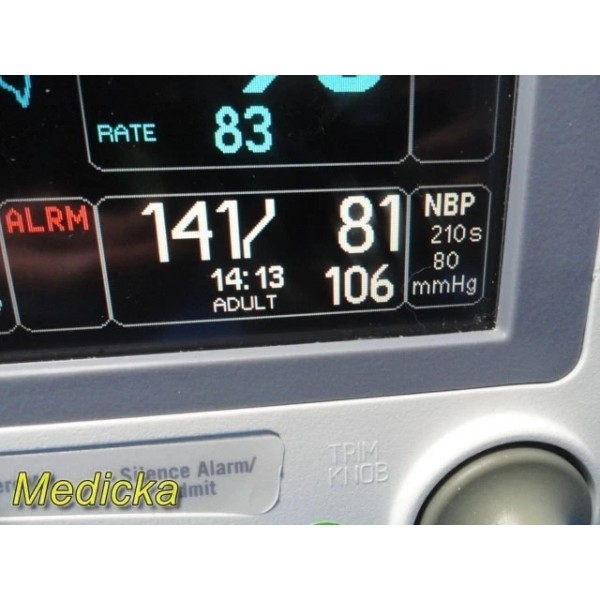 RATE 83
ALRM
141/ 81
14:13 106
ADULT
NBP
210s
80
mmHg
TRIM
KNOB
Silence Alarm/
Medicka